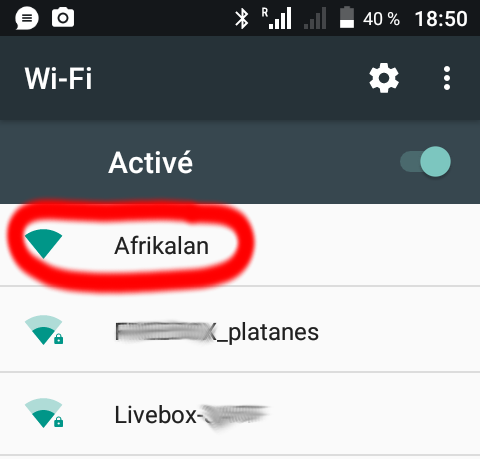 R 40 % 18:50
Wi-Fi
Activé
Afrikalan
_platanes
Livebox-